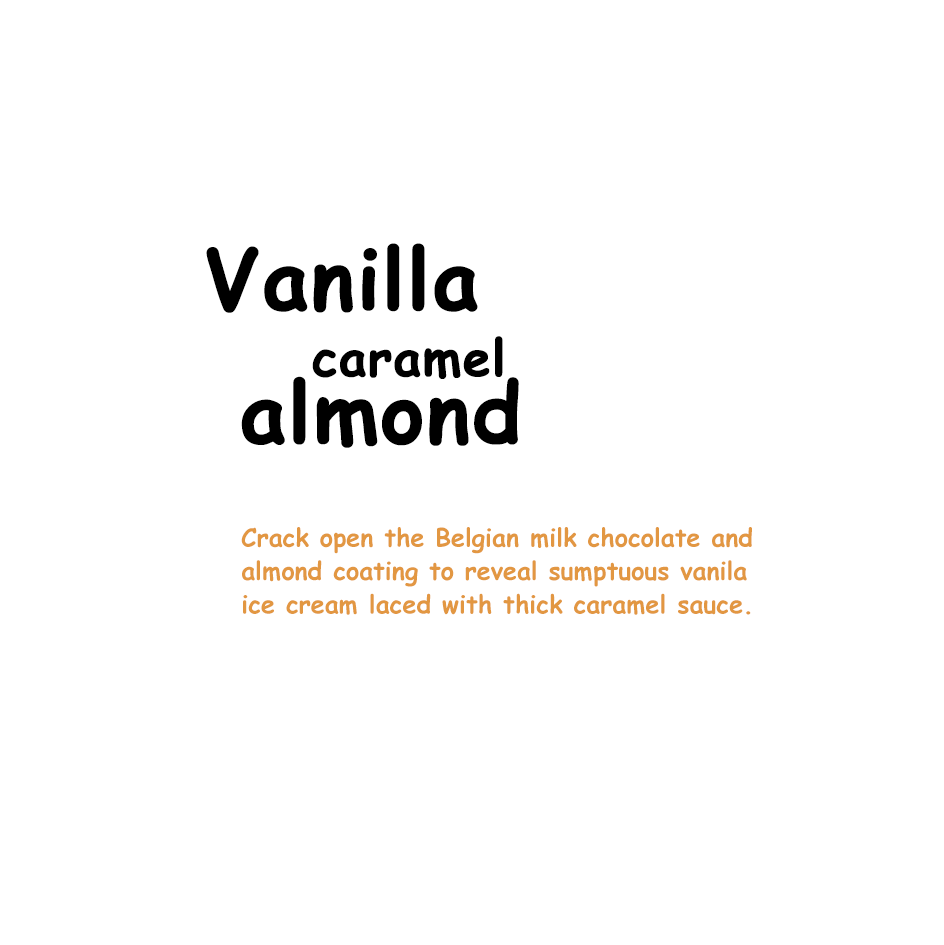 Vanilla
caramel
almond
Crack open the Belgian milk chocolate and
almond coating to reveal sumptuous vanila
ice cream laced with thick caramel sauce.